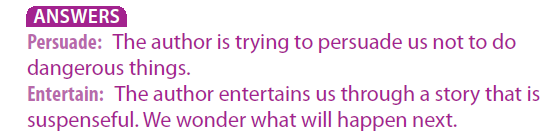 ANSWERS
Persuade: The author is trying to persuade us not to do
dangerous things.
Entertain: The author entertains us through a story that is
suspenseful. We wonder what will happen next.